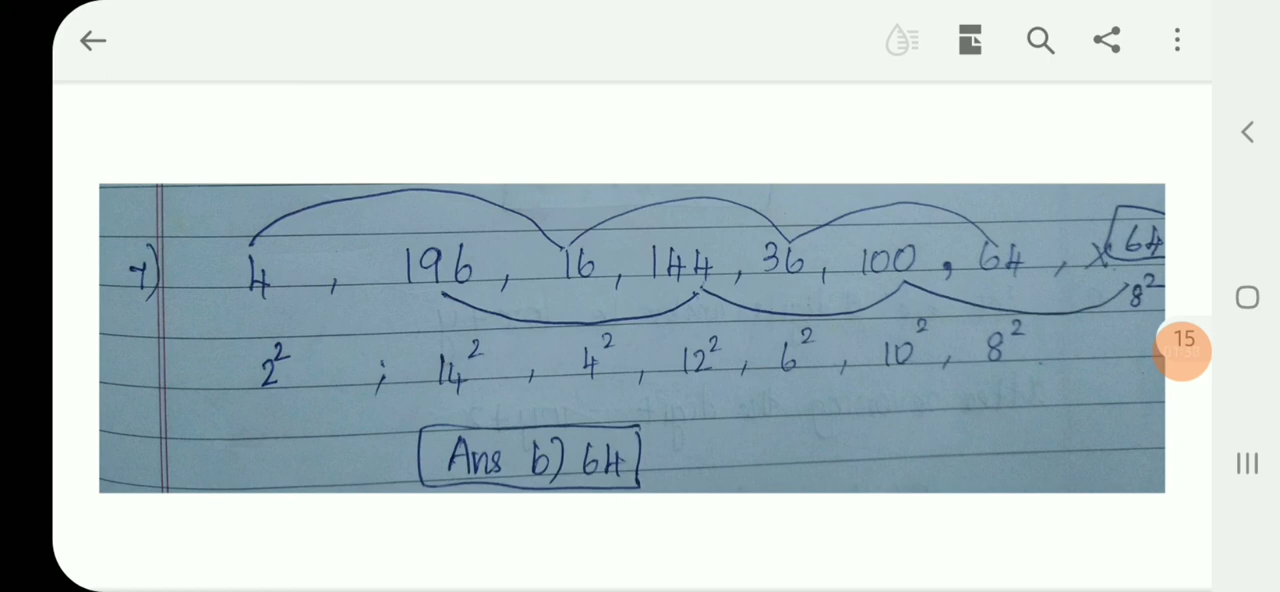 7) 4 , 196 , 16 , 144 , 36 , 100 , 64 , x 64
8²
2² ; 14² , 4² , 12² , 6² , 10² , 8² .
Ans b) 64
15